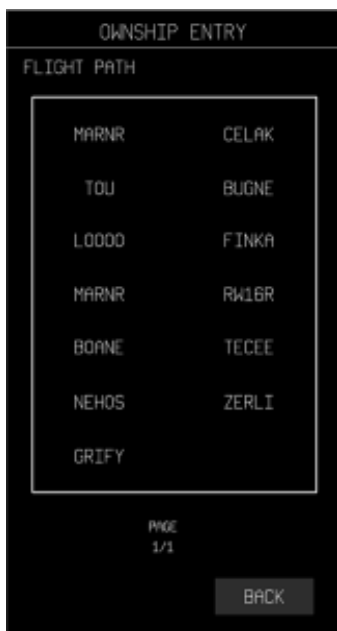 OWNSHIP ENTRY
FLIGHT PATH
MARNR CELAK
TOU BUGNE
LOOOO FINKA
MARNR RW16R
BOANE TECEE
NEHOS ZERLI
GRIFY
PAGE
1/1
BACK